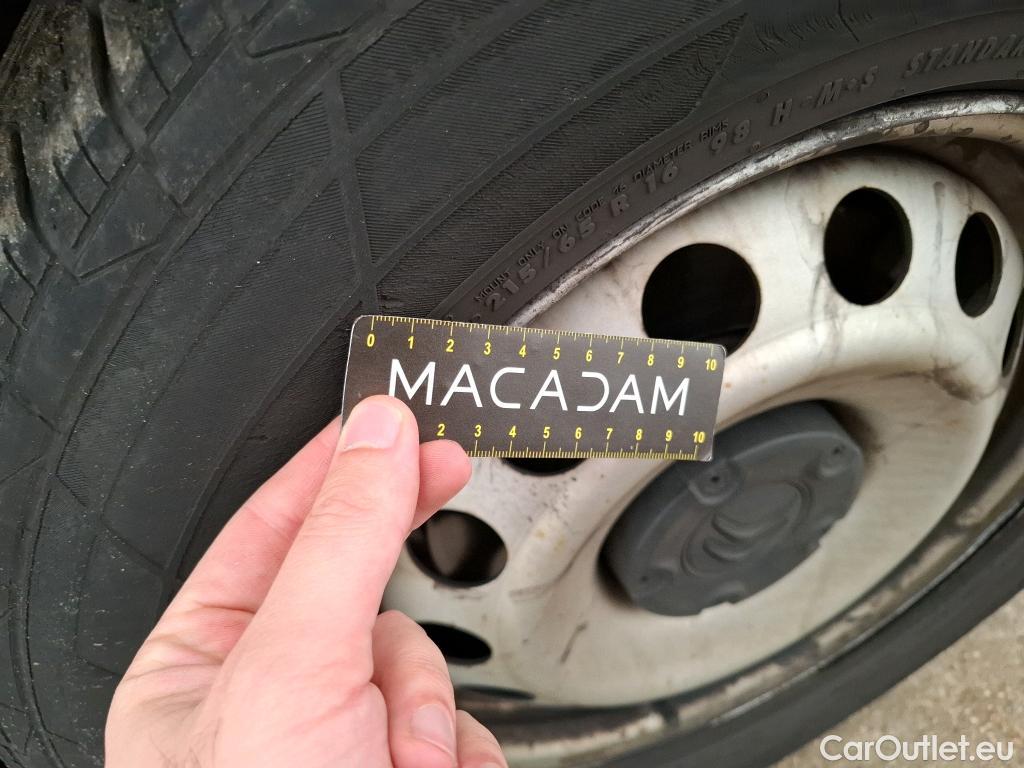 98 H · M+S STANDAR
MOUNT ONLY ON CODE 16 DIAMETER RIMS
215/65 R 16
0 1 2 3 4 5 6 7 8 9 10
MACADAM
2 3 4 5 6 7 8 9 10
CarOutlet.eu